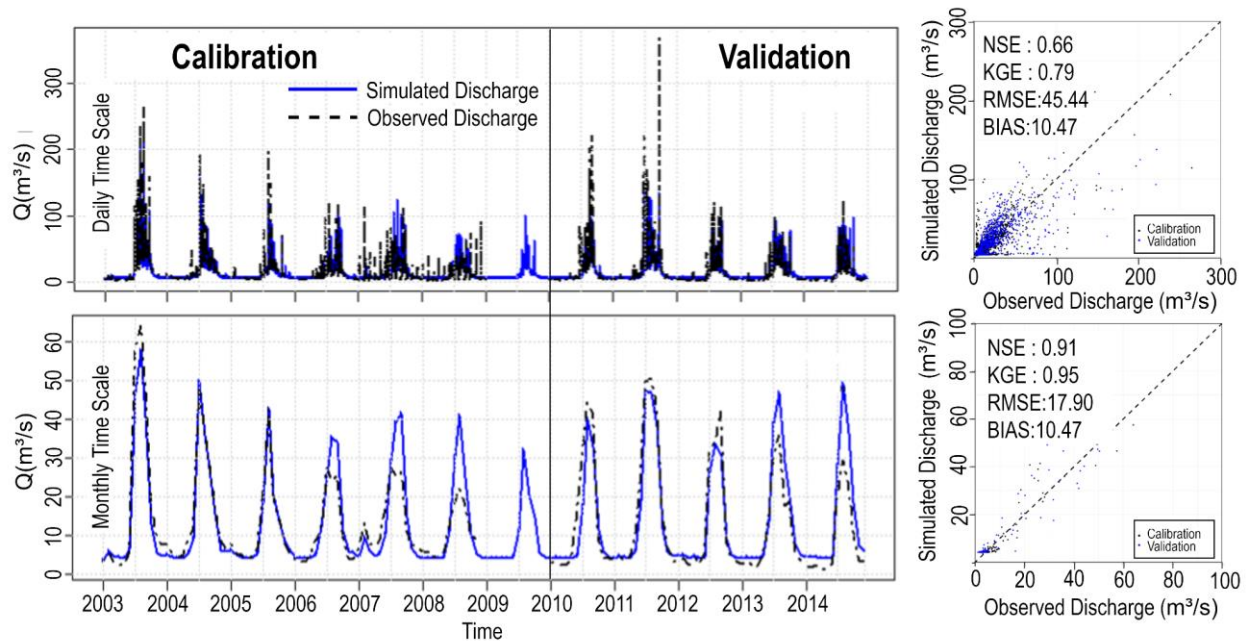 Calibration
Validation
Simulated Discharge
Observed Discharge
Daily Time Scale
Q(m³/s)
300
200
100
0
Monthly Time Scale
Q(m³/s)
60
50
40
30
20
10
0
2003 2004 2005 2006 2007 2008 2009 2010 2011 2012 2013 2014
Time
NSE : 0.66
KGE : 0.79
RMSE:45.44
BIAS:10.47
Simulated Discharge (m³/s)
300
200
100
Calibration
Validation
0 100 200 300
Observed Discharge (m³/s)
NSE : 0.91
KGE : 0.95
RMSE:17.90
BIAS:10.47
Simulated Discharge (m³/s)
100
80
60
40
20
Calibration
Validation
0 20 40 60 80 100
Observed Discharge (m³/s)